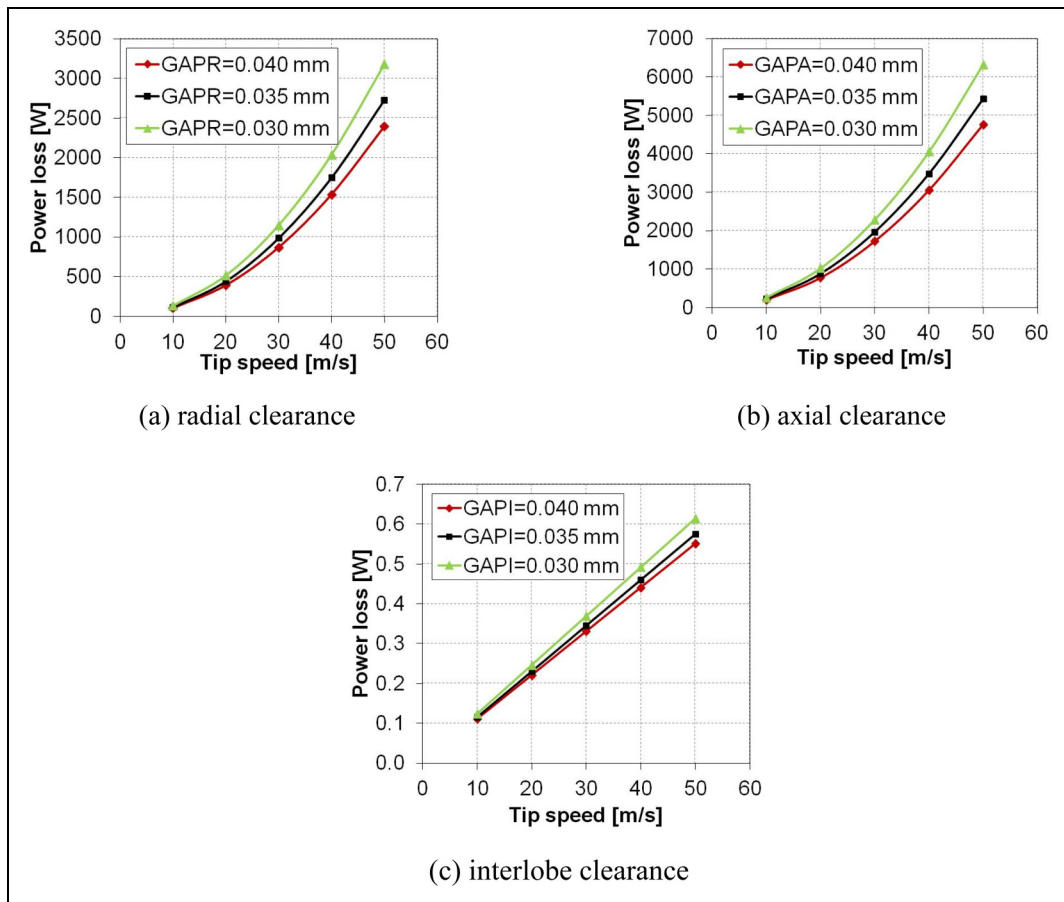 3500
3000
2500
2000
1500
1000
500
0
Power loss [W]
GAPR=0.040 mm
GAPR=0.035 mm
GAPR=0.030 mm
0 10 20 30 40 50 60
Tip speed [m/s]
(a) radial clearance
7000
6000
5000
4000
3000
2000
1000
0
Power loss [W]
GAPA=0.040 mm
GAPA=0.035 mm
GAPA=0.030 mm
0 10 20 30 40 50 60
Tip speed [m/s]
(b) axial clearance
0.7
0.6
0.5
0.4
0.3
0.2
0.1
0.0
Power loss [W]
GAPI=0.040 mm
GAPI=0.035 mm
GAPI=0.030 mm
0 10 20 30 40 50 60
Tip speed [m/s]
(c) interlobe clearance